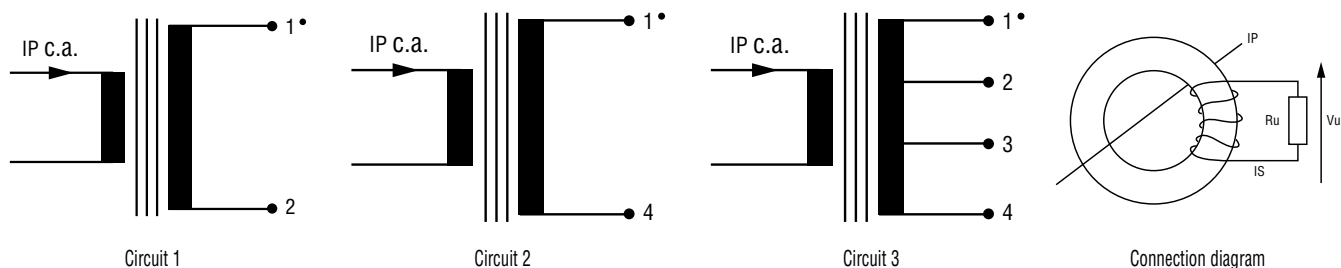 IP c.a.
1
2
Circuit 1
IP c.a.
1
4
Circuit 2
IP c.a.
1
2
3
4
Circuit 3
IP
Ru
Vu
IS
Connection diagram